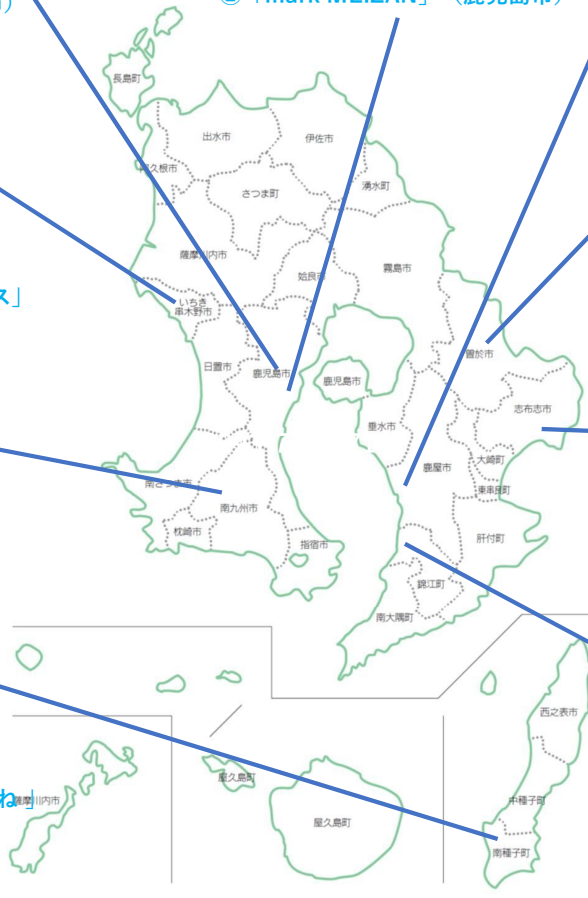 「mark MEIZAN」（鹿児島市）
長島町
出水市
伊佐市
阿久根市
さつま町
湧水町
薩摩川内市
姶良市
霧島市
ス」
いちき
串木野市
曽於市
日置市
鹿児島市
鹿児島市
志布志市
垂水市
大崎町
鹿屋市
東串良町
南さつま市
南九州市
肝付町
枕崎市
指宿市
錦江町
南大隅町
西之表市
屋久島町
ね」
薩摩川内市
中種子町
屋久島町
南種子町